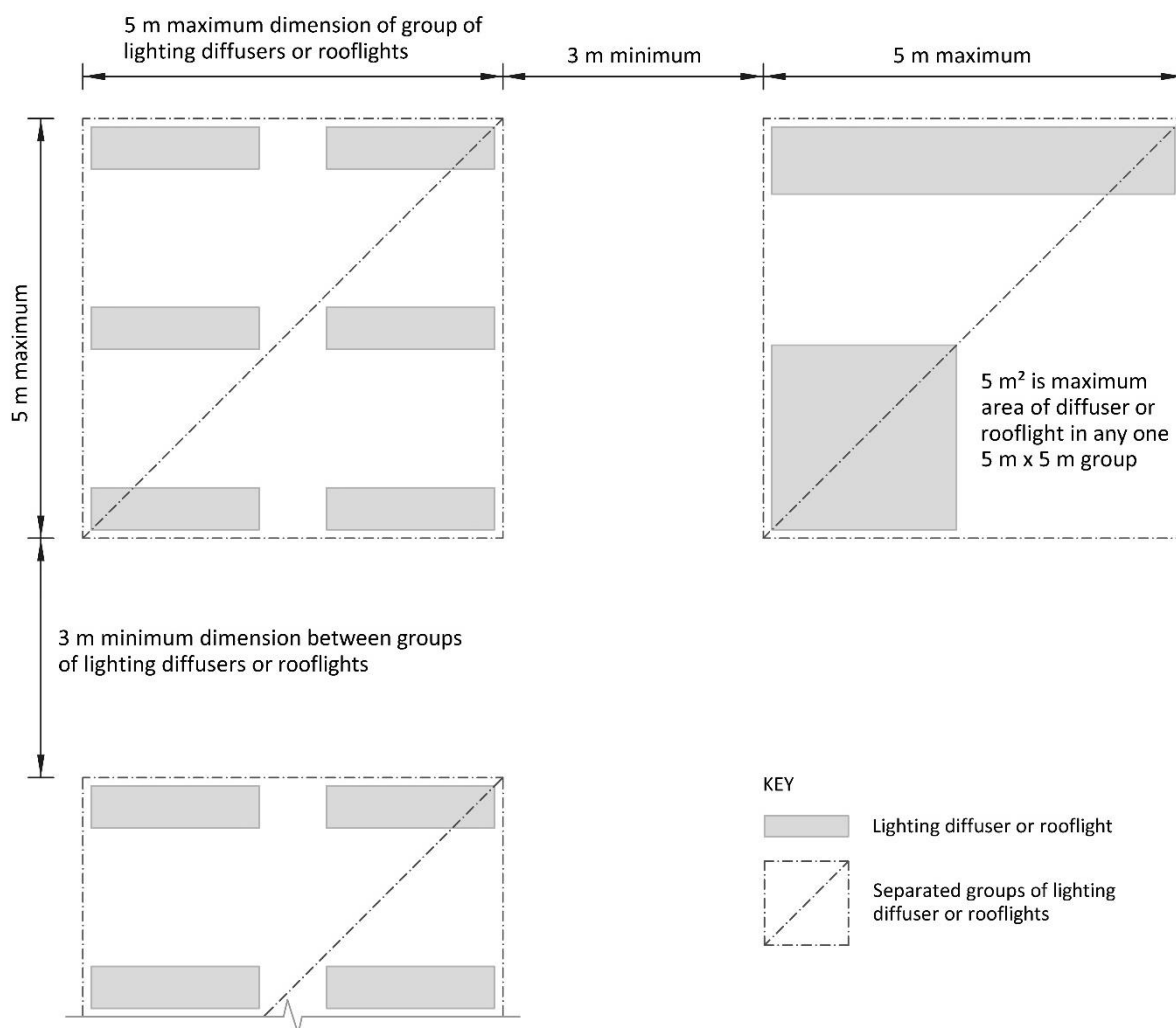 5 m maximum dimension of group of
lighting diffusers or rooflights
3 m minimum
5 m maximum
5 m maximum
5 m² is maximum
area of diffuser or
rooflight in any one
5 m x 5 m group
3 m minimum dimension between groups
of lighting diffusers or rooflights
KEY
Lighting diffuser or rooflight
Separated groups of lighting
diffuser or rooflights